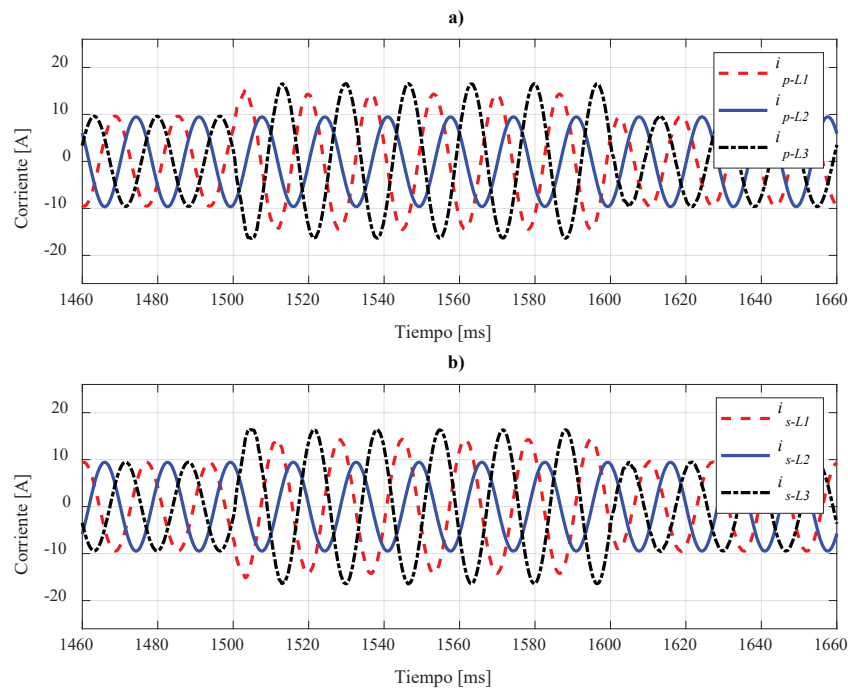 a)
20
10
0
-10
-20
Corriente [A]
i p-L1
i p-L2
i p-L3
1460 1480 1500 1520 1540 1560 1580 1600 1620 1640 1660
Tiempo [ms]
b)
20
10
0
-10
-20
Corriente [A]
i s-L1
i s-L2
i s-L3
1460 1480 1500 1520 1540 1560 1580 1600 1620 1640 1660
Tiempo [ms]